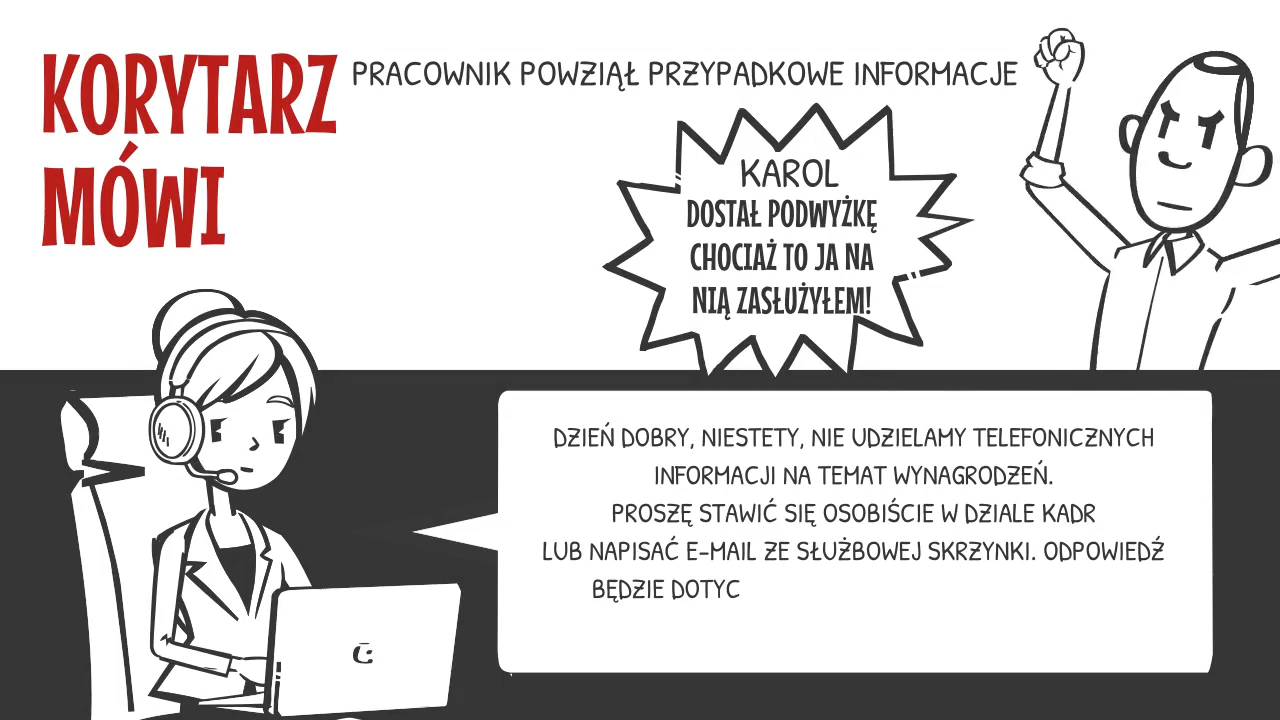 KORYTARZ
MÓWI
PRACOWNIK POWZIĄŁ PRZYPADKOWE INFORMACJE
KAROL
DOSTAŁ PODWYŻKĘ
CHOCIAŻ TO JA NA
NIĄ ZASŁUŻYŁEM!
DZIEŃ DOBRY, NIESTETY, NIE UDZIELAMY TELEFONICZNYCH
INFORMACJI NA TEMAT WYNAGRODZEŃ.
PROSZĘ STAWIĆ SIĘ OSOBIŚCIE W DZIALE KADR
LUB NAPISAĆ E-MAIL ZE SŁUŻBOWEJ SKRZYNKI. ODPOWIEDŹ
BĘDZIE DOTYC